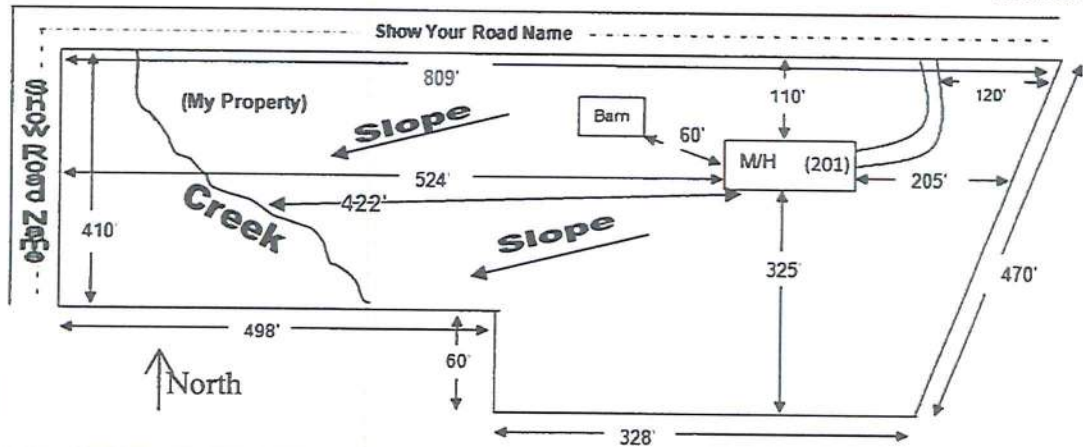 Show Your Road Name
809'
(My Property)
110'
120'
Slope
Barn
60'
M/H (201)
Show Road Name
524'
205'
422'
Creek
410'
Slope
325'
470'
498'
60'
North
328'